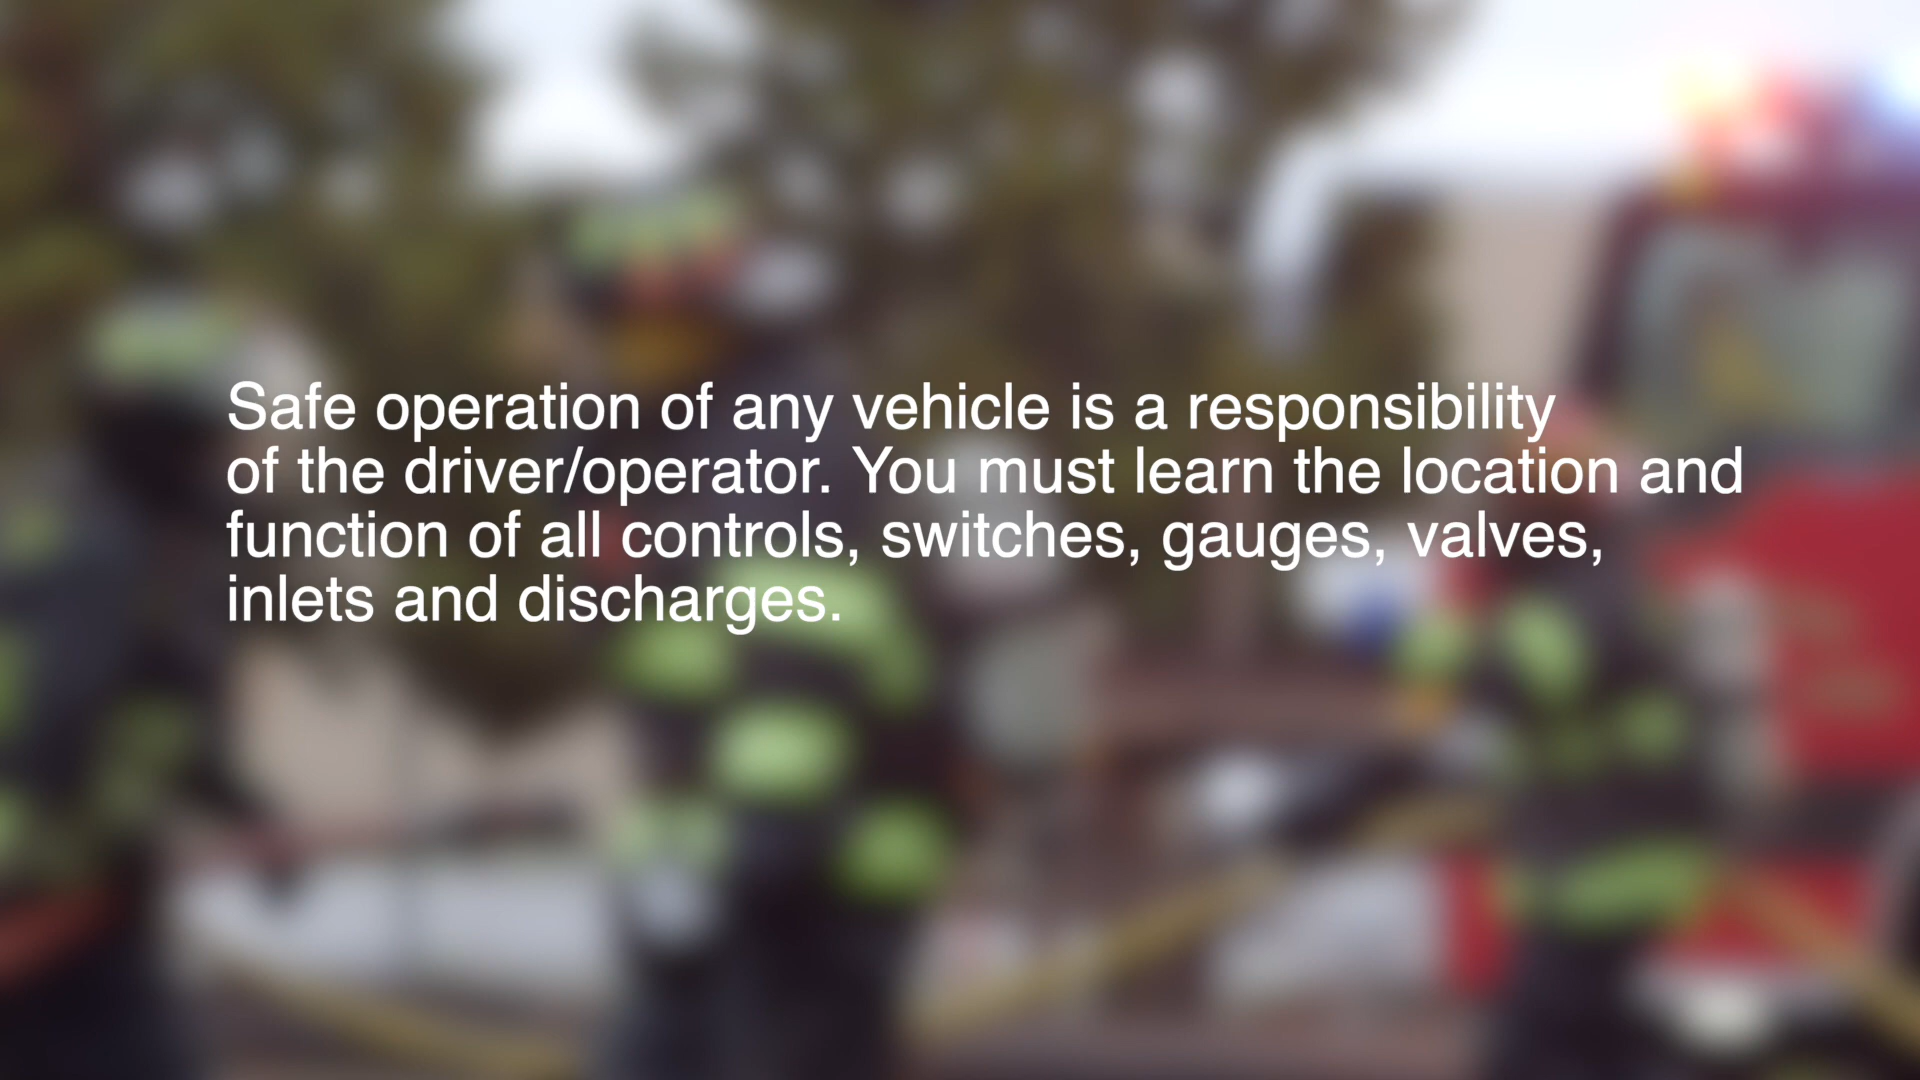 Safe operation of any vehicle is a responsibility
of the driver/operator. You must learn the location and
function of all controls, switches, gauges, valves,
inlets and discharges.